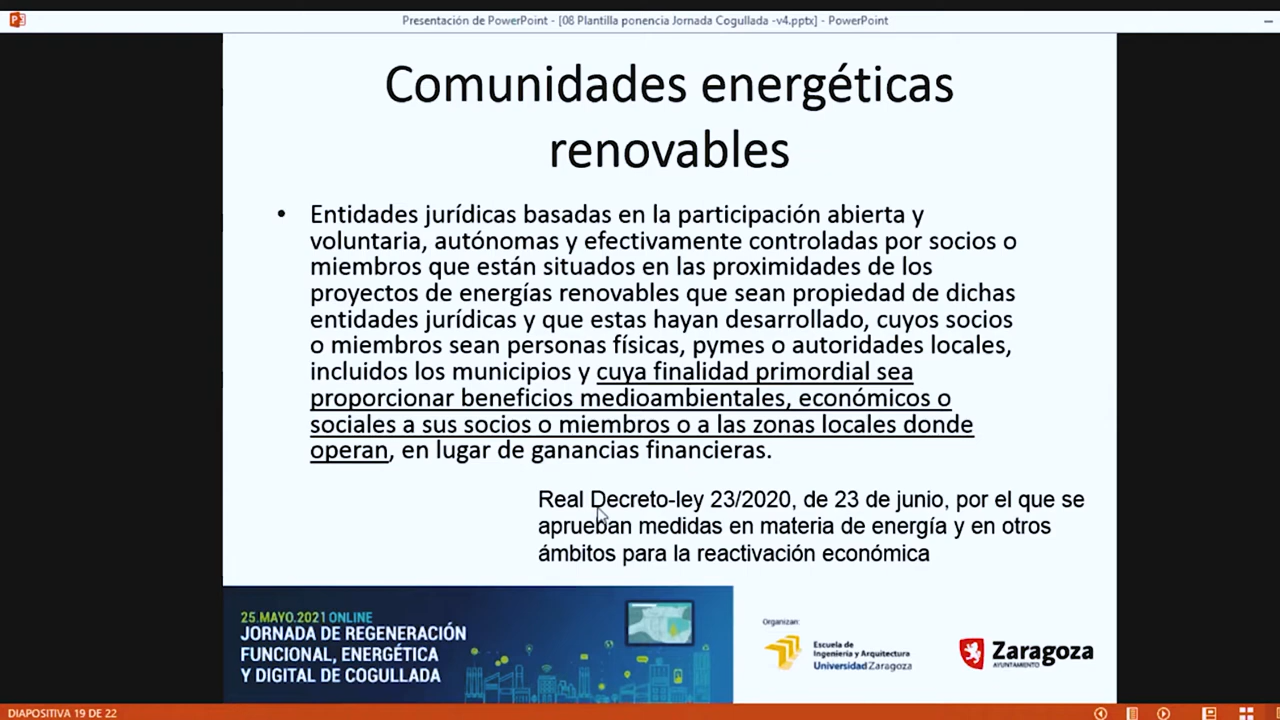 Presentación de PowerPoint - [08 Plantilla ponencia Jornada Cogullada -v4.pptx] - PowerPoint
Comunidades energéticas
renovables
• Entidades jurídicas basadas en la participación abierta y
voluntaria, autónomas y efectivamente controladas por socios o
miembros que están situados en las proximidades de los
proyectos de energías renovables que sean propiedad de dichas
entidades jurídicas y que estas hayan desarrollado, cuyos socios
o miembros sean personas físicas, pymes o autoridades locales,
incluidos los municipios y cuya finalidad primordial sea
proporcionar beneficios medioambientales, económicos o
sociales a sus socios o miembros o a las zonas locales donde
operan, en lugar de ganancias financieras.
Real Decreto-ley 23/2020, de 23 de junio, por el que se
aprueban medidas en materia de energía y en otros
ámbitos para la reactivación económica
25.MAYO.2021 ONLINE
JORNADA DE REGENERACIÓN
FUNCIONAL, ENERGÉTICA
Y DIGITAL DE COGULLADA
Organizan:
Escuela de
Ingeniería y Arquitectura
Universidad Zaragoza
Zaragoza
AYUNTAMIENTO
DIAPOSITIVA 19 DE 22